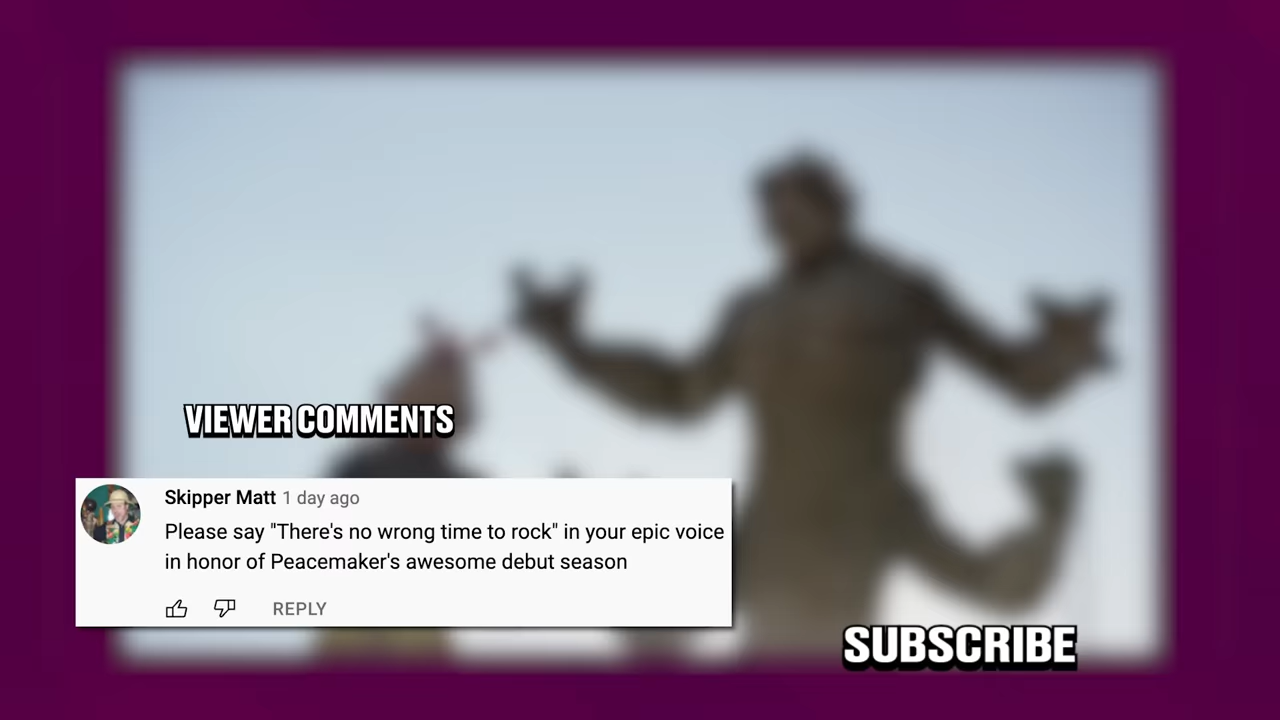 VIEWER COMMENTS
Skipper Matt 1 day ago
Please say "There's no wrong time to rock" in your epic voice
in honor of Peacemaker's awesome debut season
REPLY
SUBSCRIBE